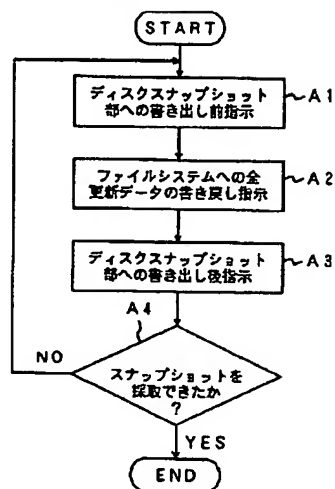 START
ディスクスナップショット
部への書き出し前指示
A1
ファイルシステムへの全
更新データの書き戻し指示
A2
ディスクスナップショット
部への書き出し後指示
A3
A4
NO
スナップショットを
採取できたか
?
YES
END